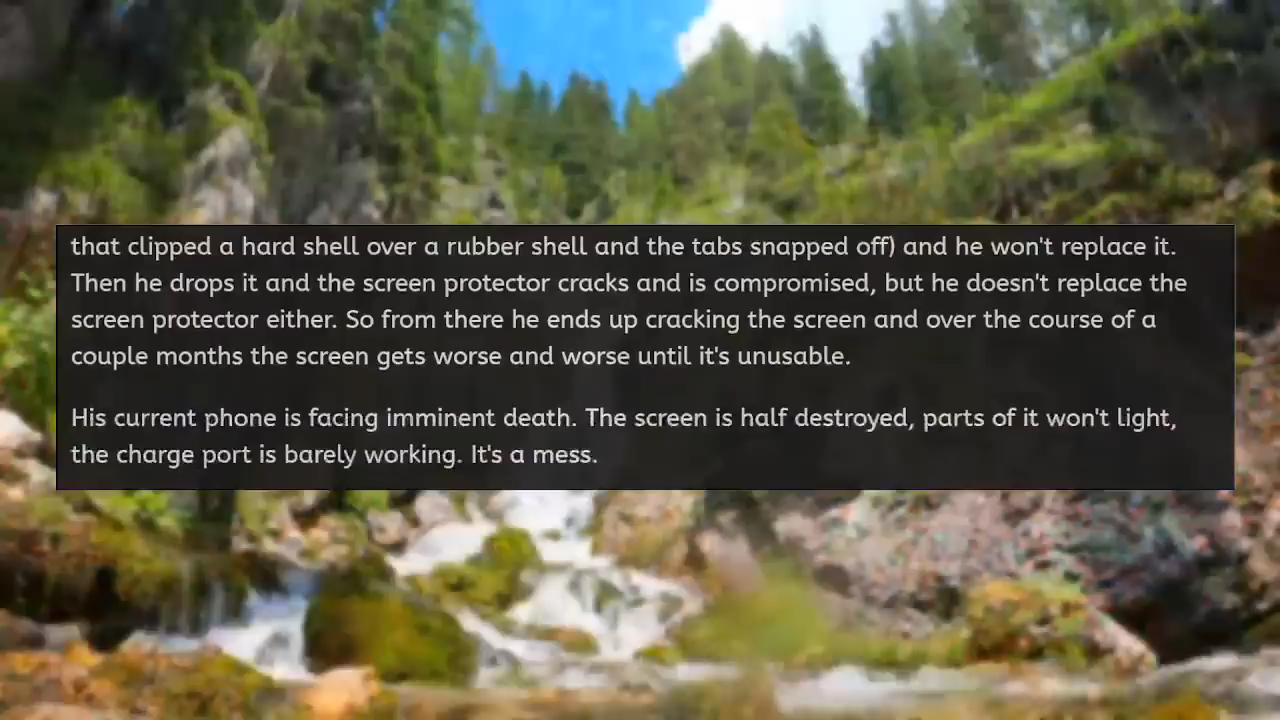 that clipped a hard shell over a rubber shell and the tabs snapped off) and he won't replace it.
Then he drops it and the screen protector cracks and is compromised, but he doesn't replace the
screen protector either. So from there he ends up cracking the screen and over the course of a
couple months the screen gets worse and worse until it's unusable.
His current phone is facing imminent death. The screen is half destroyed, parts of it won't light,
the charge port is barely working. It's a mess.